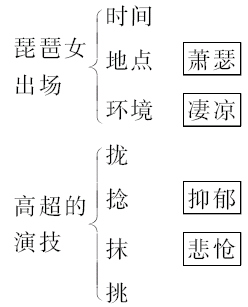 琵琶女
出场
时间
地点 萧瑟
环境 凄凉
高超的
演技
拢
捻 抑郁
抹 悲怆
挑